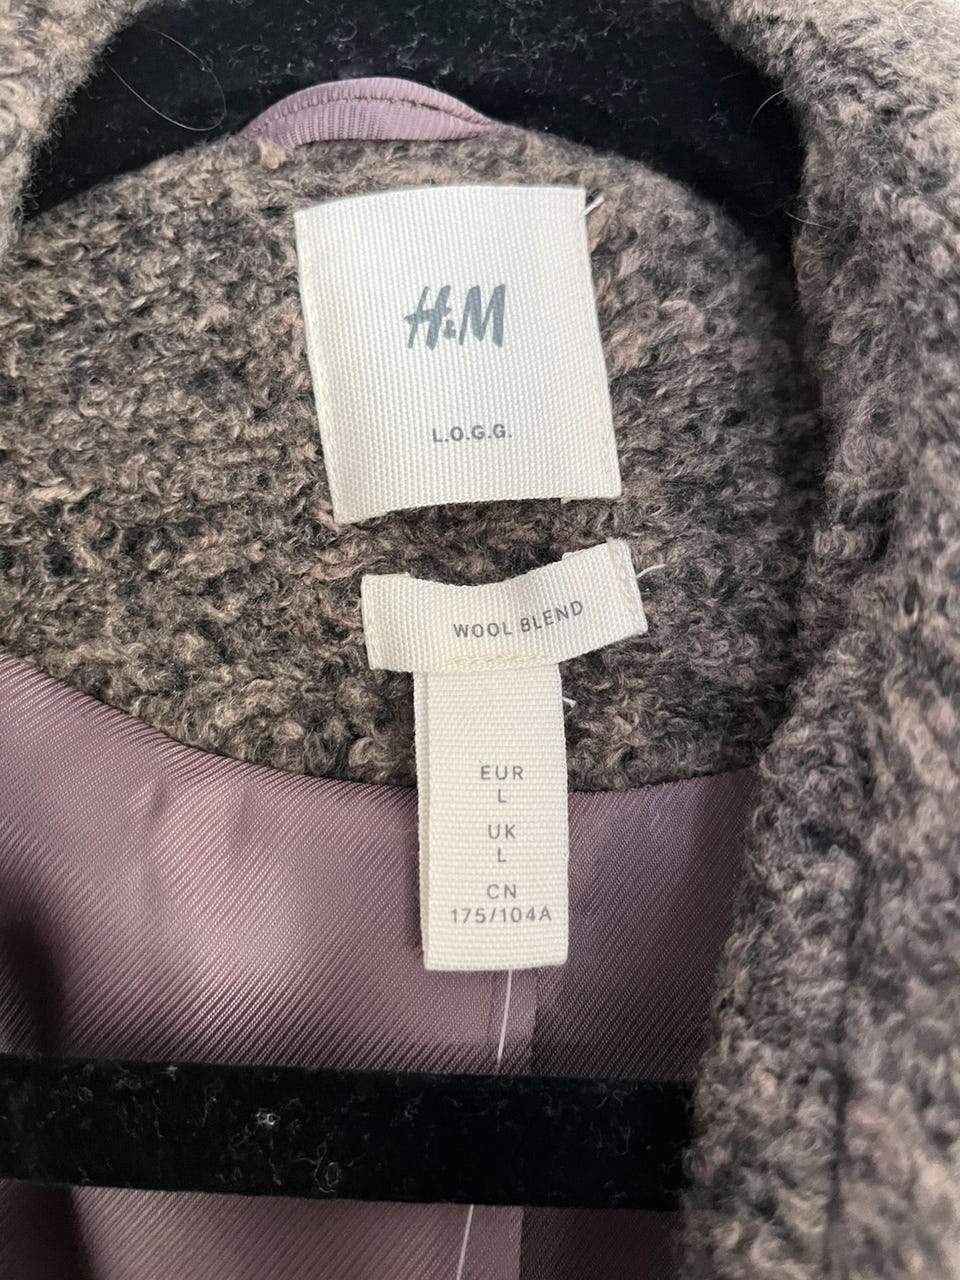 H&M
L.O.G.G.
WOOL BLEND
EUR
L
UK
L
CN
175/104A